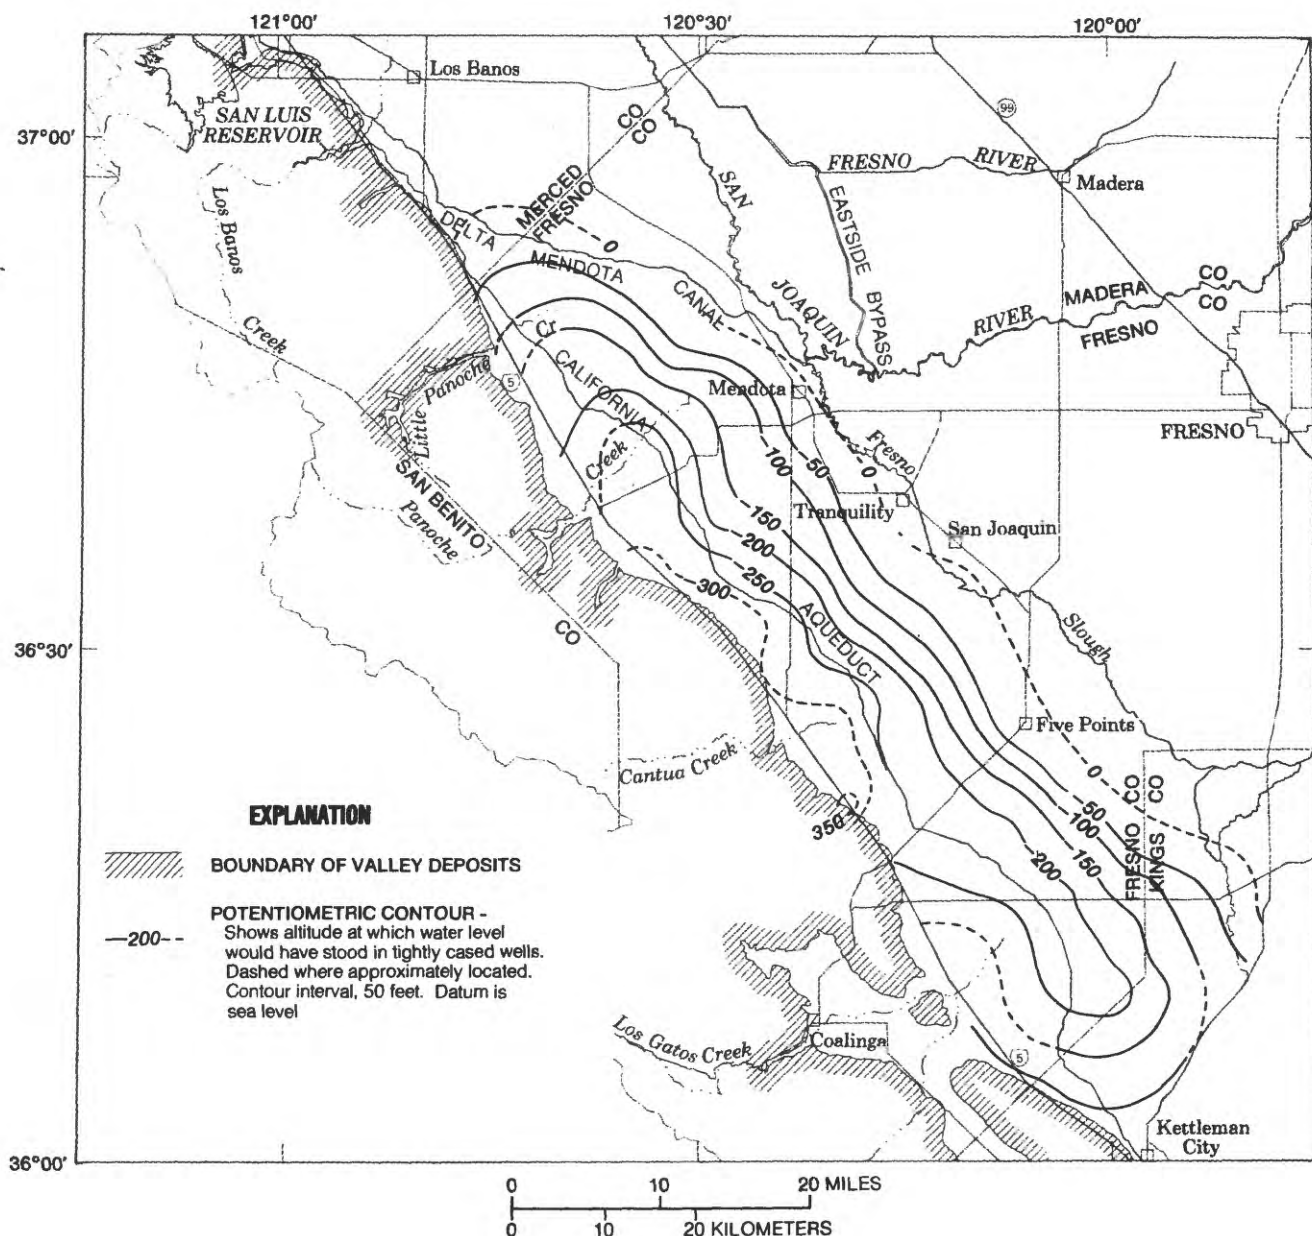 121°00'
120°30'
120°00'
37°00'
36°30'
36°00'
Los Banos
SAN LUIS
RESERVOIR
MERCED CO
FRESNO CO
99
FRESNO RIVER
Madera
SAN JOAQUIN RIVER
EASTSIDE BYPASS
MADERA CO
FRESNO CO
Los Banos Creek
DELTA MENDOTA CANAL
0
Cr
Little Panoche
5
CALIFORNIA AQUEDUCT
Mendota
FRESNO
Fresno Slough
Creek
Panoche
SAN BENITO CO
100
50
0
Tranquility
San Joaquin
150
200
250
300
Five Points
Cantua Creek
350
0
50
100
150
200
FRESNO CO
KINGS CO
EXPLANATION
BOUNDARY OF VALLEY DEPOSITS
POTENTIOMETRIC CONTOUR -
Shows altitude at which water level
would have stood in tightly cased wells.
Dashed where approximately located.
Contour interval, 50 feet. Datum is
sea level
200
Los Gatos Creek
Coalinga
5
Kettleman
City
0 10 20 MILES
0 10 20 KILOMETERS